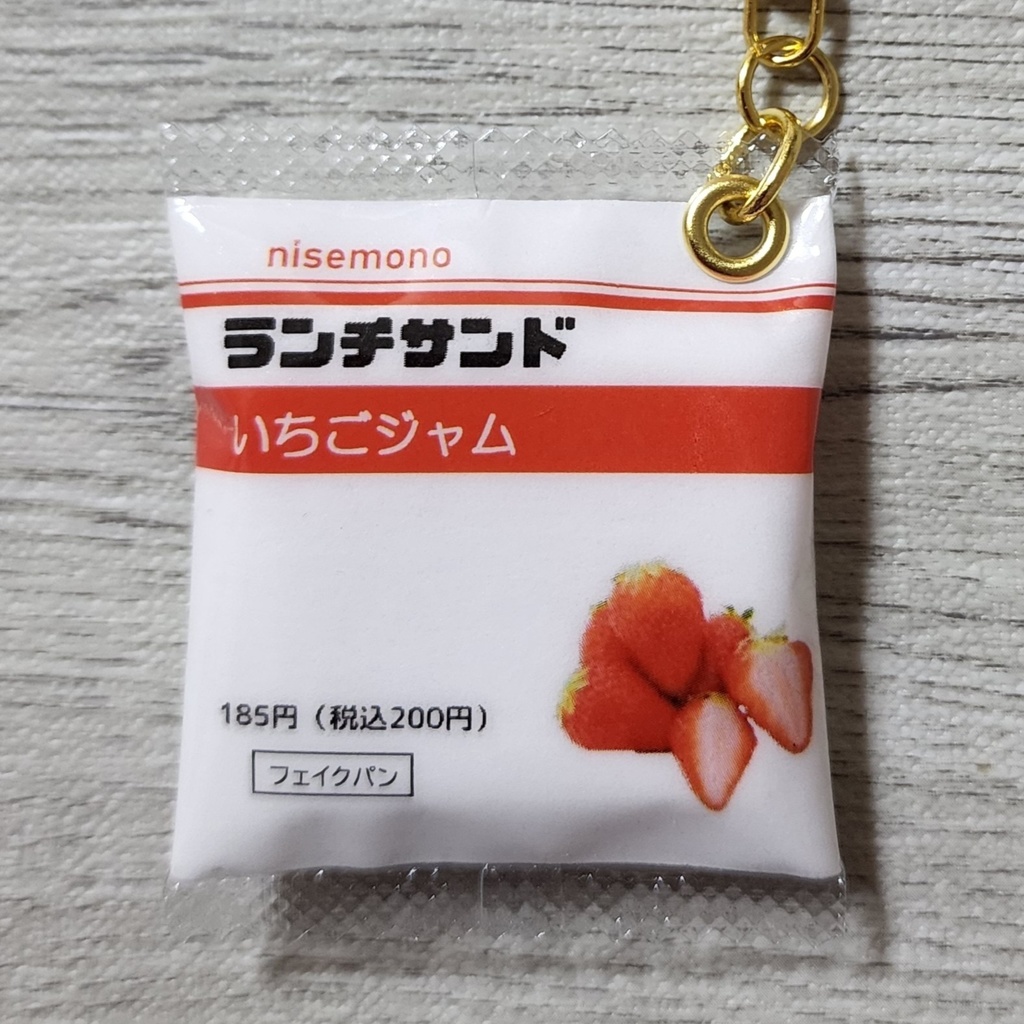 nisemono
ランチサンド
いちごジャム
185円（税込200円）
フェイクパン